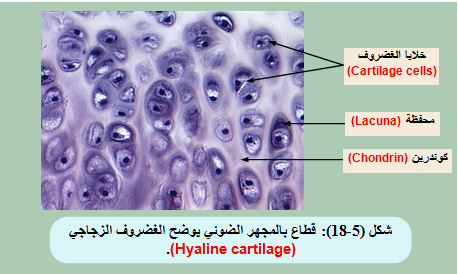 خلايا الغضروف
(Cartilage cells)
محفظة (Lacuna)
كوندرين (Chondrin)
شكل (5-18): قطاع بالمجهر الضوئي يوضح الغضروف الزجاجي
(Hyaline cartilage).